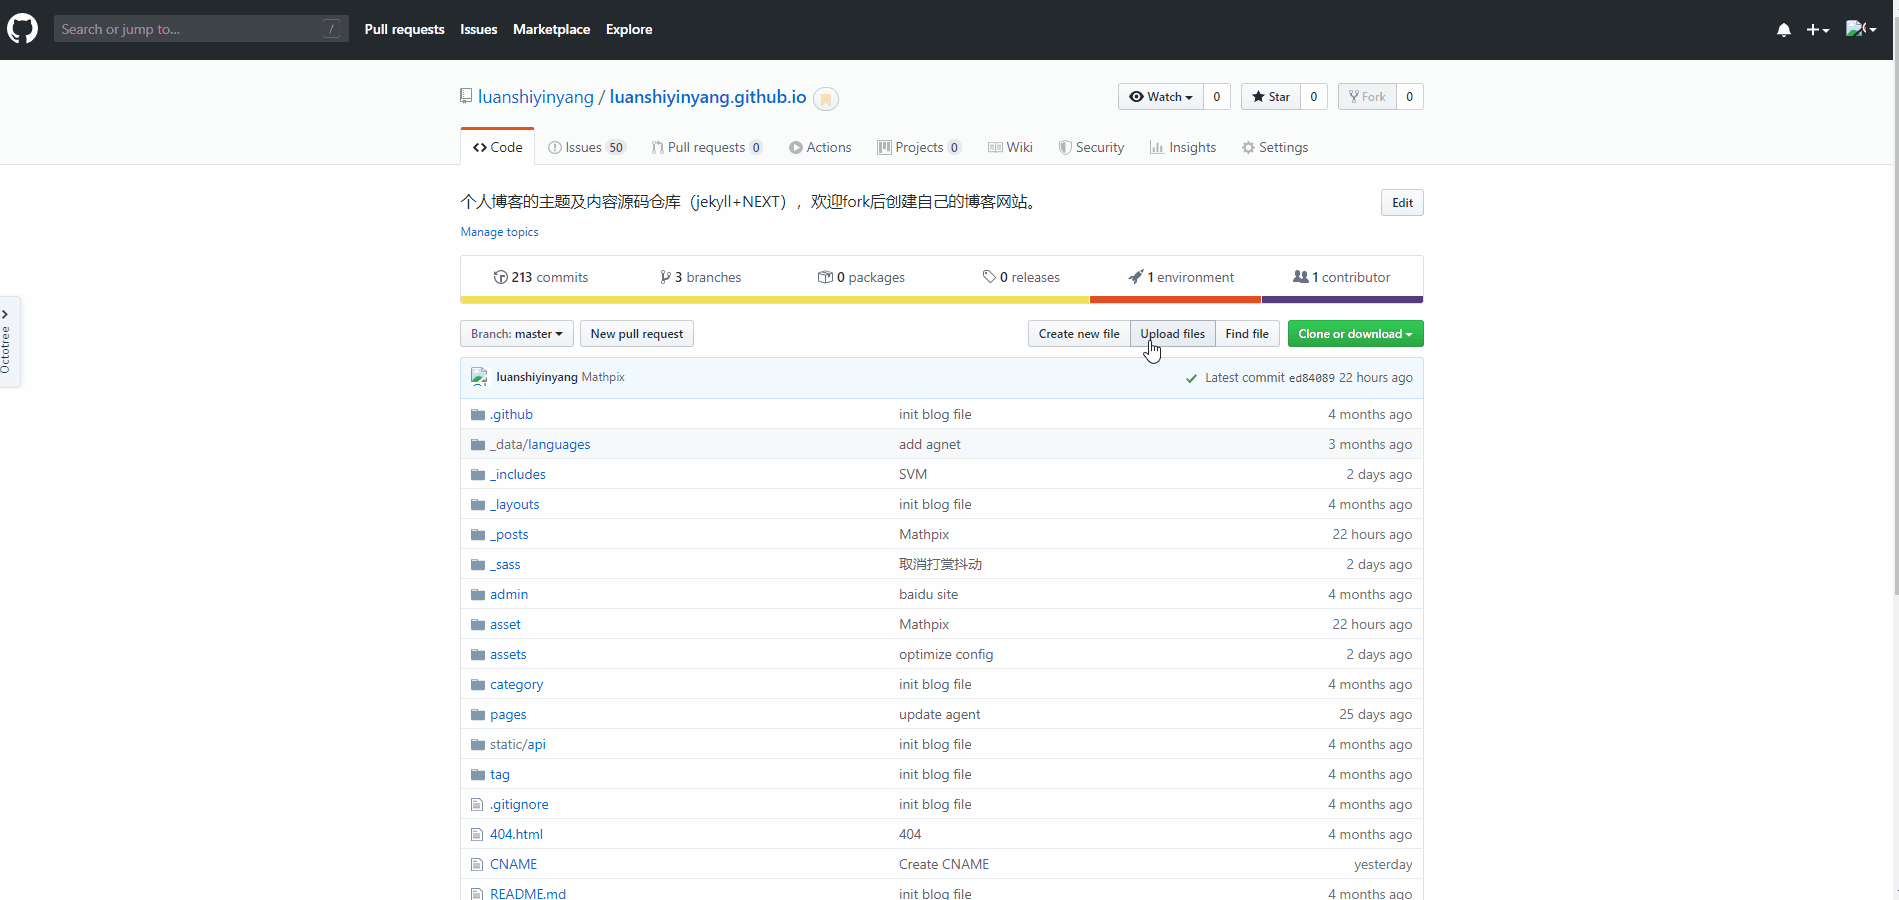 Search or jump to... /
Pull requests Issues Marketplace Explore
luanshiyinyang / luanshiyinyang.github.io
Watch 0 Star 0 Fork 0
Code Issues 50 Pull requests 0 Actions Projects 0 Wiki Security Insights Settings
个人博客的主题及内容源码仓库（jekyll+NEXT），欢迎fork后创建自己的博客网站。
Edit
Manage topics
213 commits 3 branches 0 packages 0 releases 1 environment 1 contributor
Octotree
Branch: master New pull request Create new file Upload files Find file Clone or download
luanshiyinyang Mathpix Latest commit ed84089 22 hours ago
.github init blog file 4 months ago
_data/languages add agnet 3 months ago
_includes SVM 2 days ago
_layouts init blog file 4 months ago
_posts Mathpix 22 hours ago
_sass 取消打赏抖动 2 days ago
admin baidu site 4 months ago
asset Mathpix 22 hours ago
assets optimize config 2 days ago
category init blog file 4 months ago
pages update agent 25 days ago
static/api init blog file 4 months ago
tag init blog file 4 months ago
.gitignore init blog file 4 months ago
404.html 404 4 months ago
CNAME Create CNAME yesterday
README.md init blog file 4 months ago